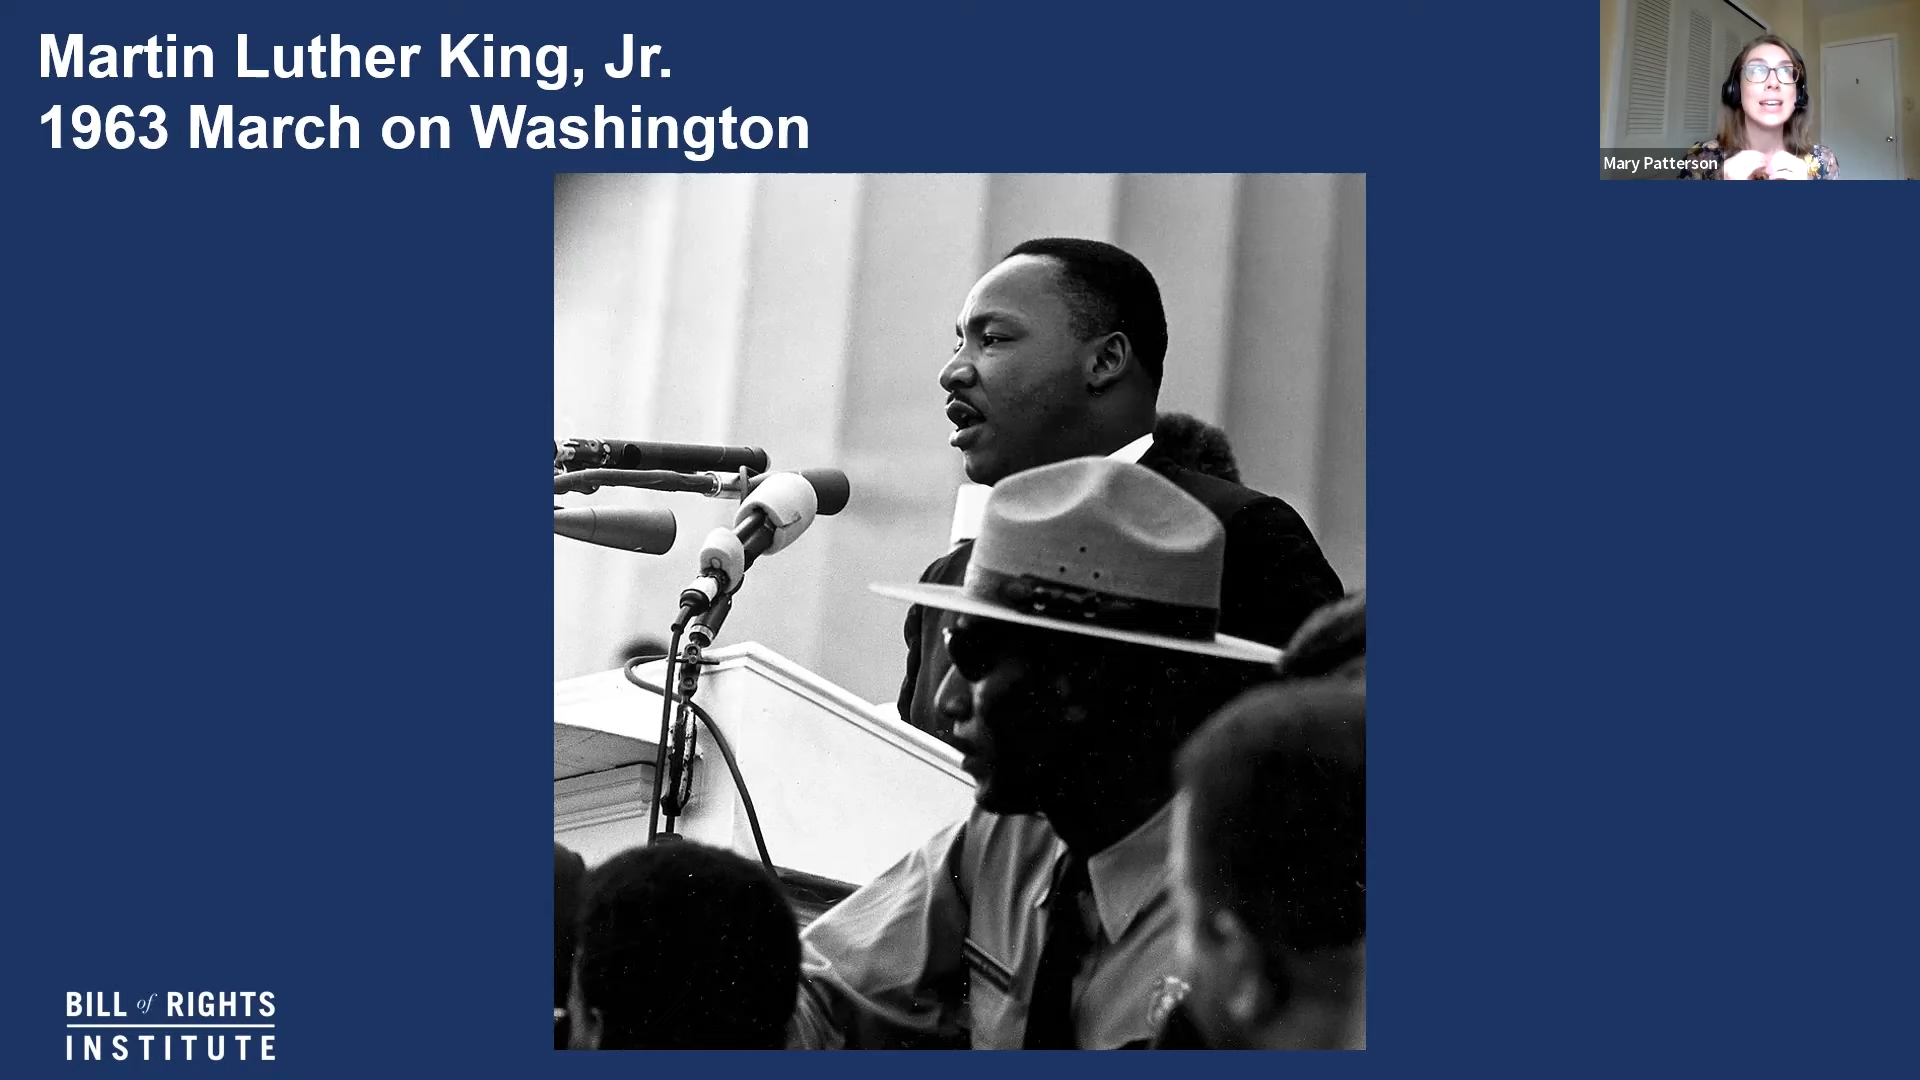 Martin Luther King, Jr.
1963 March on Washington
Mary Patterson
BILL of RIGHTS
INSTITUTE